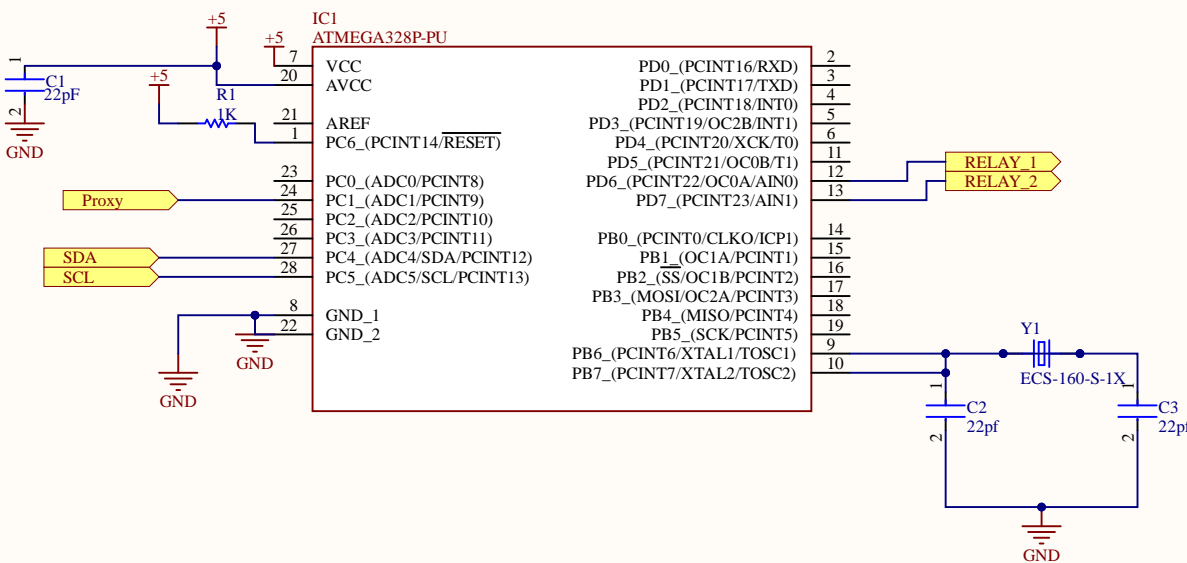 IC1
ATMEGA328P-PU
+5
+5
+5
1
C1
22pF
2
GND
R1
1K
7 VCC
20 AVCC
21 AREF
1 PC6_(PCINT14/RESET)
23 PC0_(ADC0/PCINT8)
24 PC1_(ADC1/PCINT9)
25 PC2_(ADC2/PCINT10)
26 PC3_(ADC3/PCINT11)
27 PC4_(ADC4/SDA/PCINT12)
28 PC5_(ADC5/SCL/PCINT13)
8 GND_1
22 GND_2
Proxy
SDA
SCL
GND
GND
PD0_(PCINT16/RXD) 2
PD1_(PCINT17/TXD) 3
PD2_(PCINT18/INT0) 4
PD3_(PCINT19/OC2B/INT1) 5
PD4_(PCINT20/XCK/T0) 6
PD5_(PCINT21/OC0B/T1) 11
PD6_(PCINT22/OC0A/AIN0) 12
PD7_(PCINT23/AIN1) 13
PB0_(PCINT0/CLKO/ICP1) 14
PB1_(OC1A/PCINT1) 15
PB2_(SS/OC1B/PCINT2) 16
PB3_(MOSI/OC2A/PCINT3) 17
PB4_(MISO/PCINT4) 18
PB5_(SCK/PCINT5) 19
PB6_(PCINT6/XTAL1/TOSC1) 9
PB7_(PCINT7/XTAL2/TOSC2) 10
RELAY_1
RELAY_2
Y1
ECS-160-S-1X
1
C2
22pf
2
1
C3
22pf
2
GND